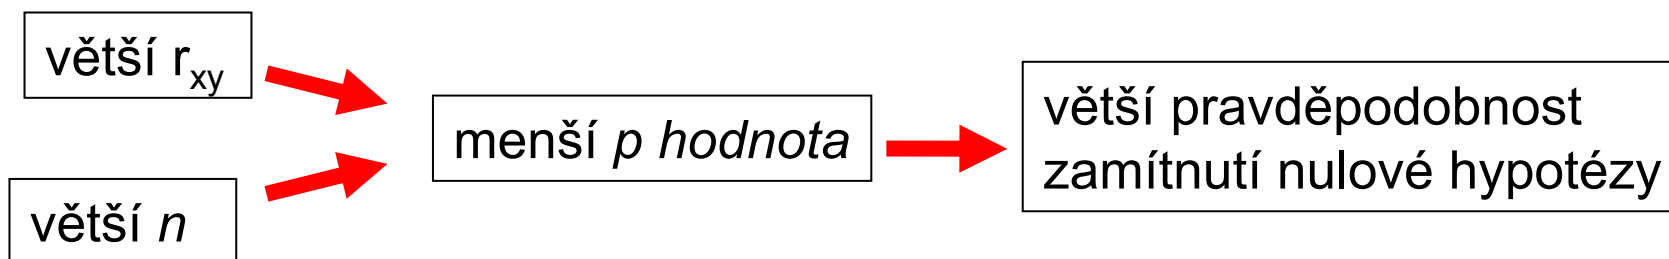 větší rxy
větší n
menší p hodnota
větší pravděpodobnost
zamítnutí nulové hypotézy